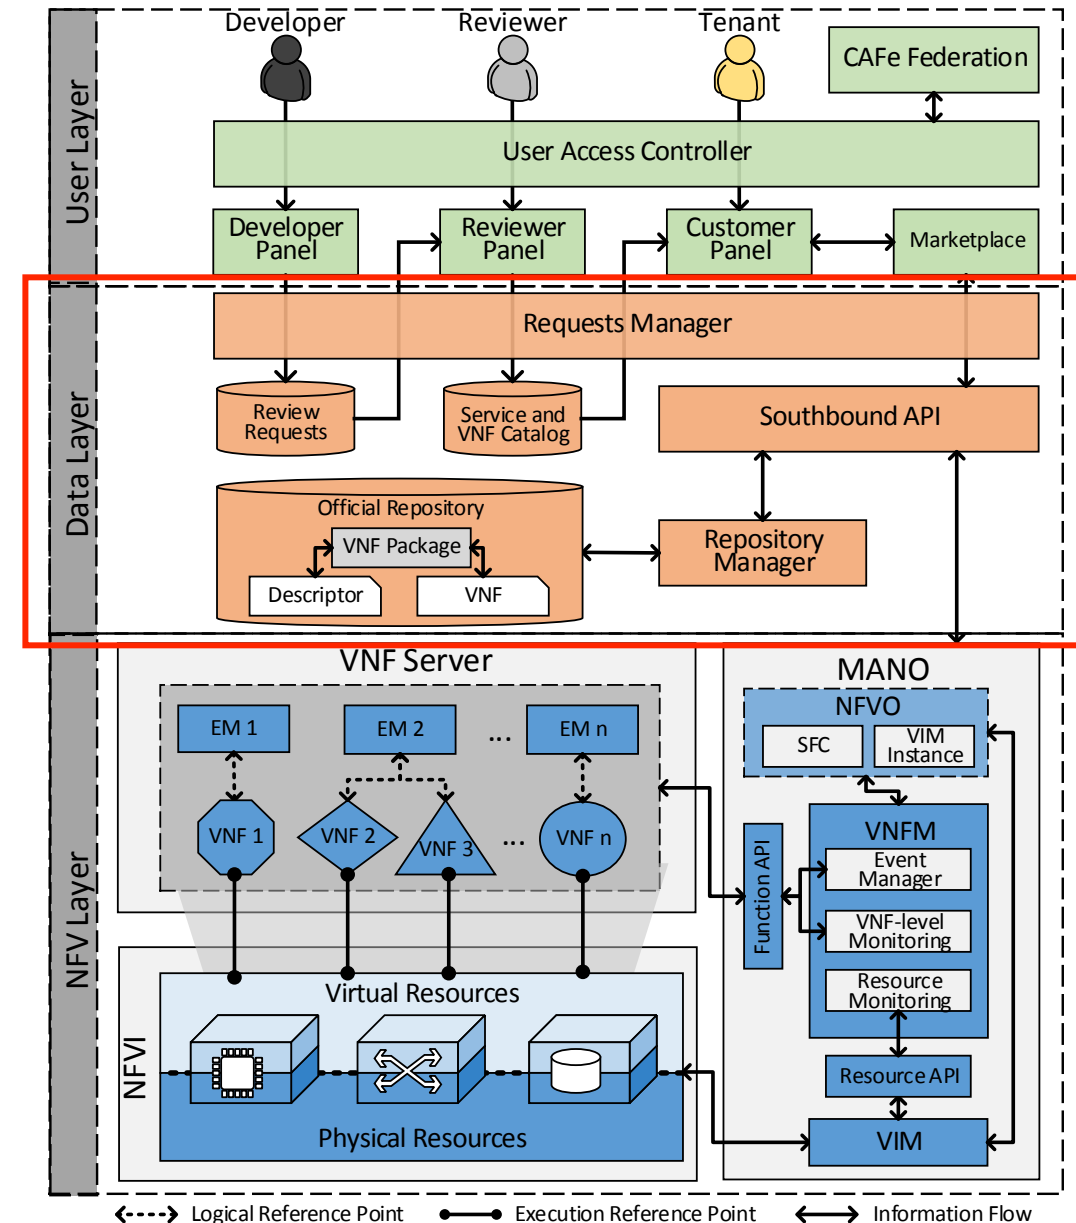 Developer
Reviewer
Tenant
CAFe Federation
User Access Controller
User Layer
Developer
Panel
Reviewer
Panel
Customer
Panel
Marketplace
Data Layer
Requests Manager
Review
Requests
Service and
VNF Catalog
Southbound API
Official Repository
VNF Package
Descriptor
VNF
Repository
Manager
NFV Layer
VNF Server
EM 1
EM 2
...
EM n
VNF 1
VNF 2
VNF 3
...
VNF n
MANO
NFVO
SFC
VIM
Instance
VNFM
Function API
Event
Manager
VNF-level
Monitoring
Resource
Monitoring
Resource API
VIM
NFVI
Virtual Resources
Physical Resources
Logical Reference Point
Execution Reference Point
Information Flow